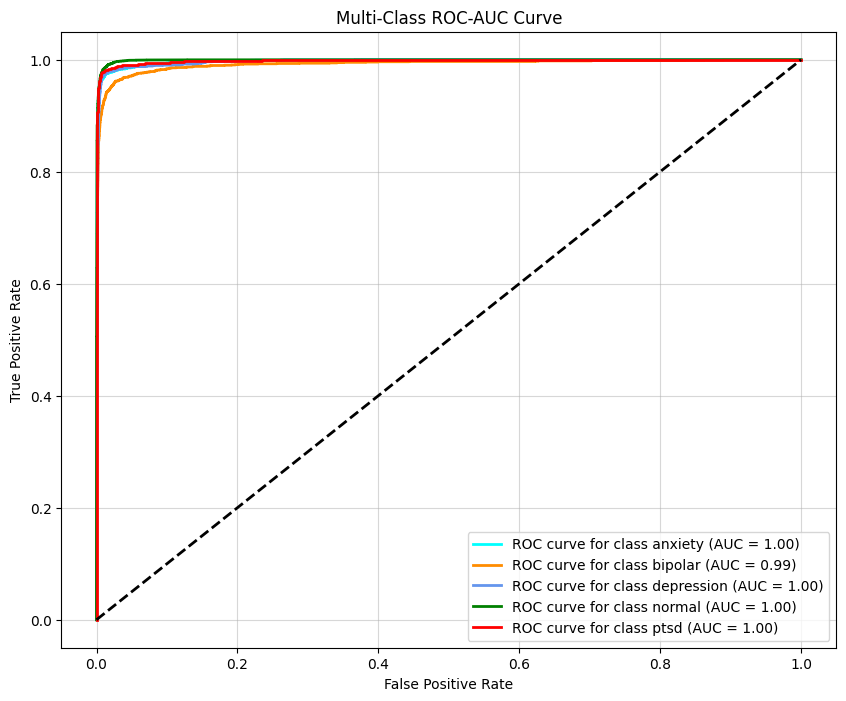 Multi-Class ROC-AUC Curve
1.0
0.8
0.6
0.4
0.2
0.0
True Positive Rate
ROC curve for class anxiety (AUC = 1.00)
ROC curve for class bipolar (AUC = 0.99)
ROC curve for class depression (AUC = 1.00)
ROC curve for class normal (AUC = 1.00)
ROC curve for class ptsd (AUC = 1.00)
0.0 0.2 0.4 0.6 0.8 1.0
False Positive Rate